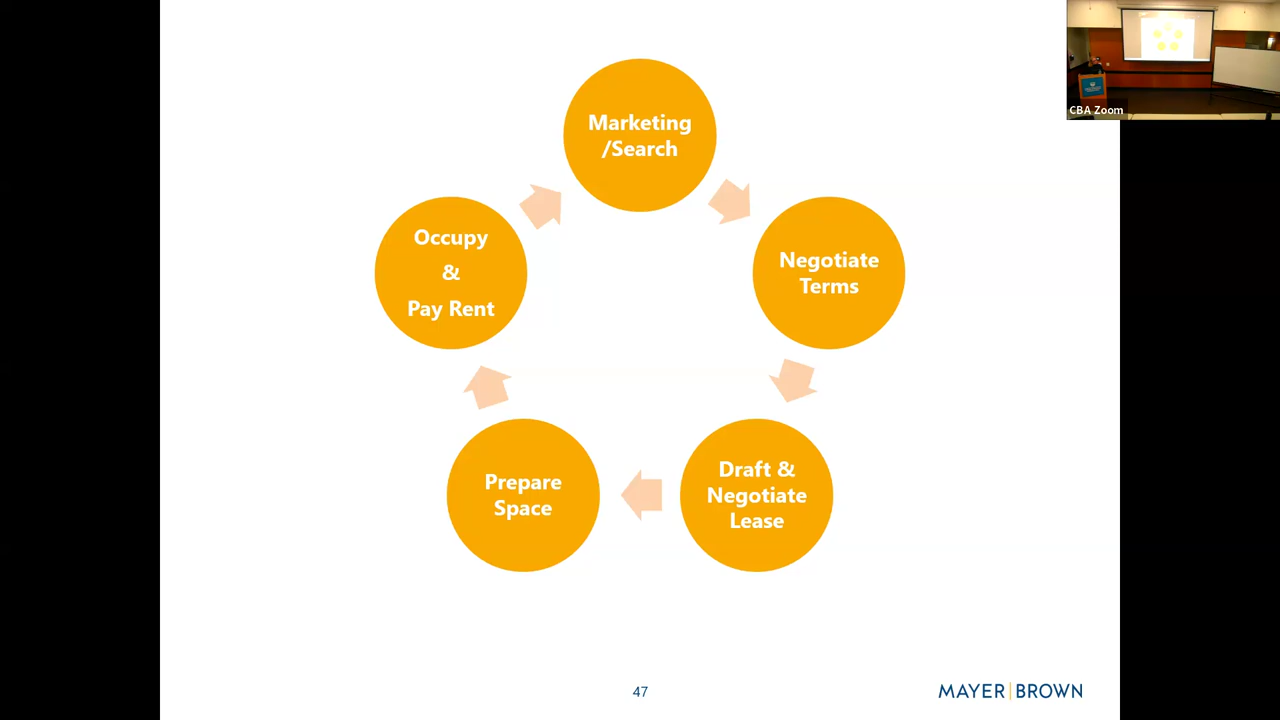 Marketing
/Search
Negotiate
Terms
Draft &
Negotiate
Lease
Prepare
Space
Occupy
&
Pay Rent
47
MAYER|BROWN
CBA Zoom